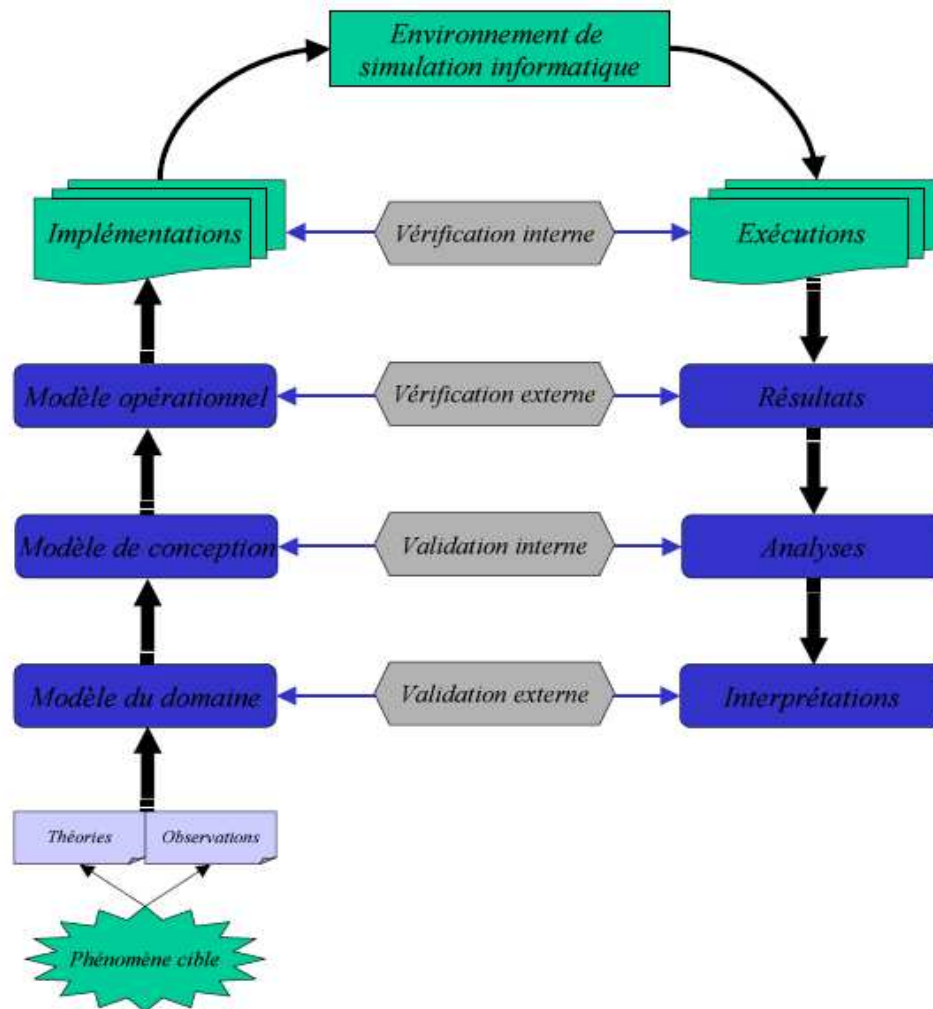 Environnement de
simulation informatique
Implémentations
Vérification interne
Exécutions
Modèle opérationnel
Vérification externe
Résultats
Modèle de conception
Validation interne
Analyses
Modèle du domaine
Validation externe
Interprétations
Théories
Observations
Phénomène cible